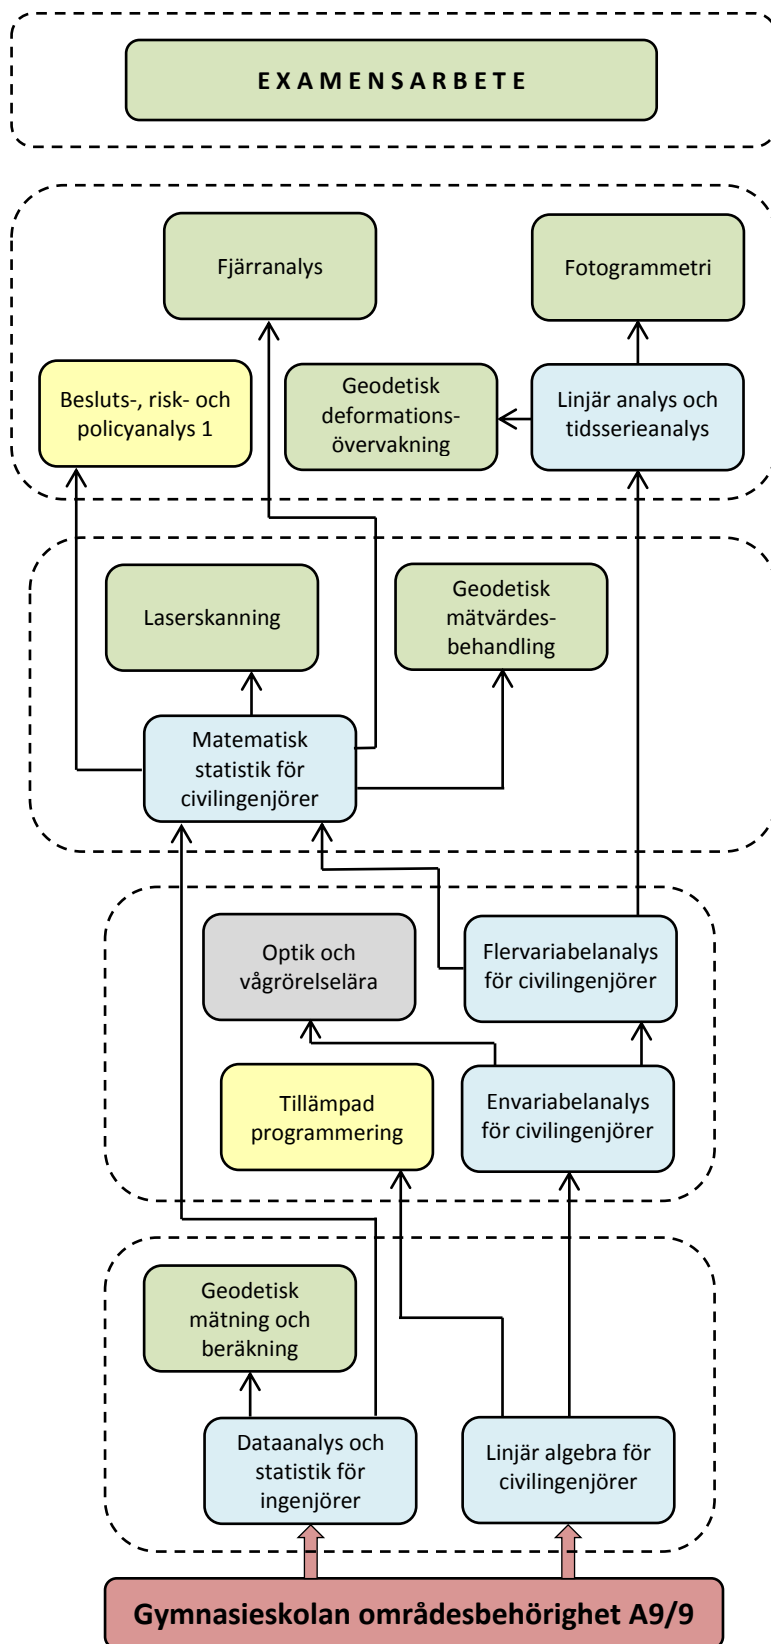 EXAMENSARBETE
Fjärranalys
Fotogrammetri
Besluts-, risk- och
policyanalys 1
Geodetisk
deformations-
övervakning
Linjär analys och
tidsserieanalys
Laserskanning
Geodetisk
mätvärdes-
behandling
Matematisk
statistik för
civilingenjörer
Optik och
vågrörelselära
Flervariabelanalys
för civilingenjörer
Tillämpad
programmering
Envariabelanalys
för civilingenjörer
Geodetisk
mätning och
beräkning
Dataanalys och
statistik för
ingenjörer
Linjär algebra för
civilingenjörer
Gymnasieskolan områdesbehörighet A9/9